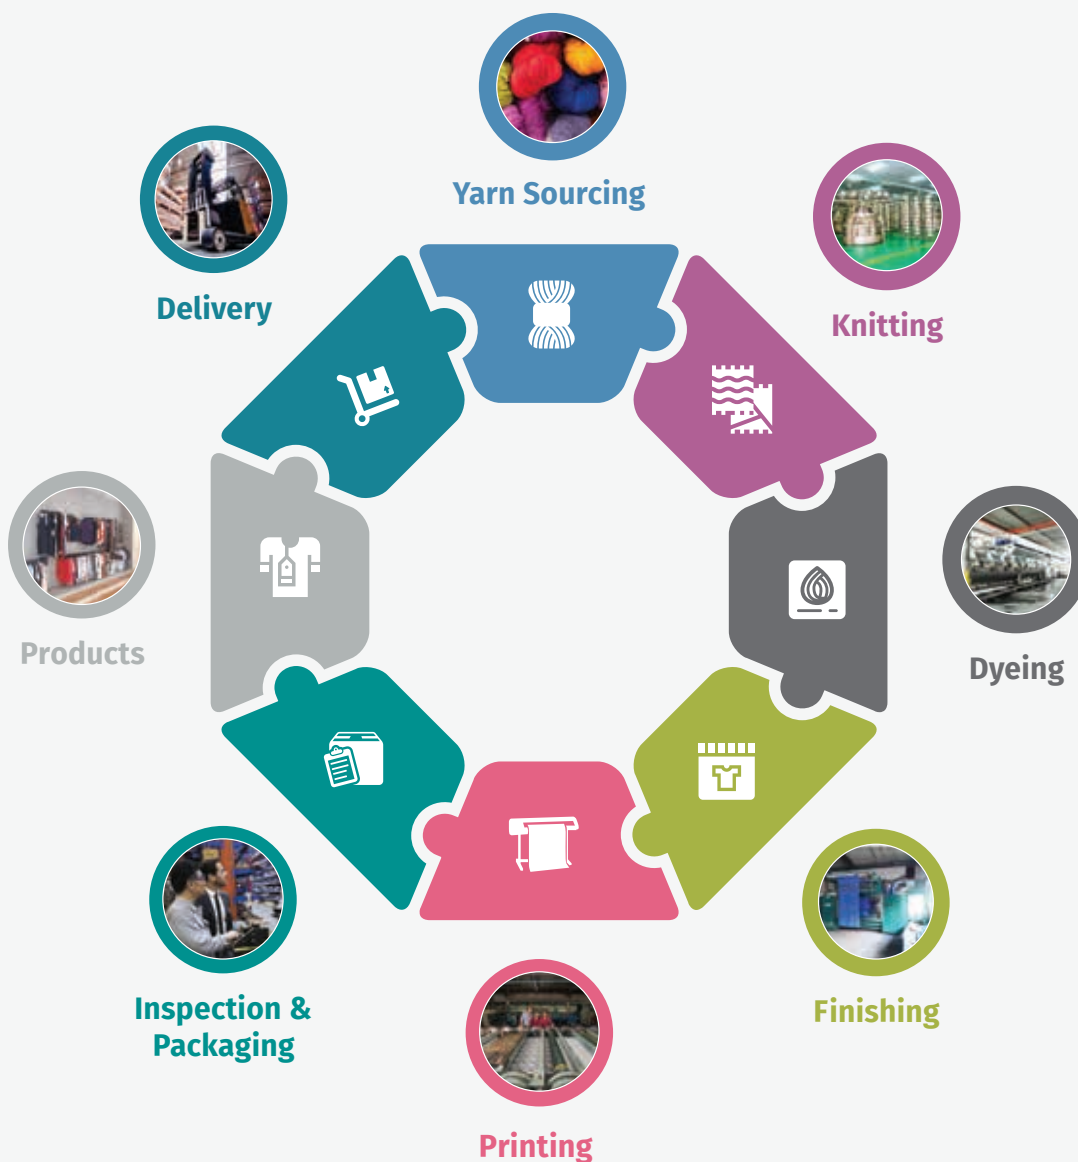 Yarn Sourcing
Knitting
Dyeing
Finishing
Printing
Inspection &
Packaging
Products
Delivery